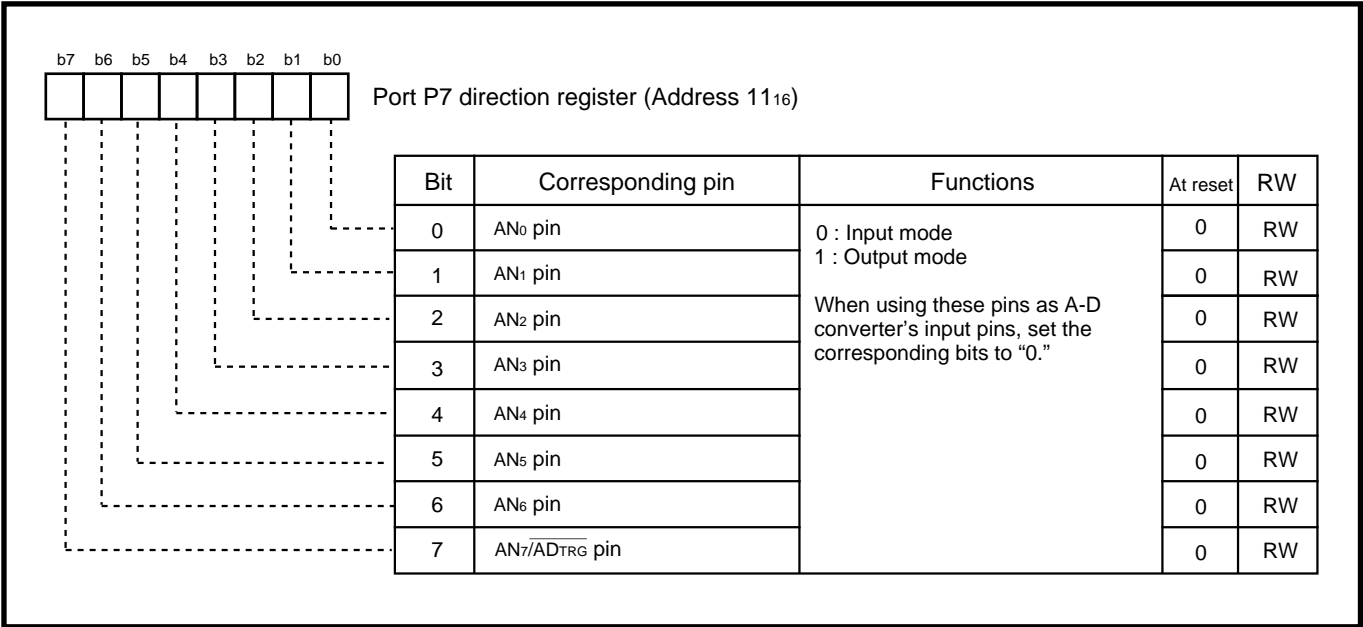 b7 b6 b5 b4 b3 b2 b1 b0
Port P7 direction register (Address 11₁₆)
Bit Corresponding pin Functions At reset RW
0 AN₀ pin 0 RW
1 AN₁ pin 0 RW
2 AN₂ pin 0 RW
3 AN₃ pin 0 RW
4 AN₄ pin 0 RW
5 AN₅ pin 0 RW
6 AN₆ pin 0 RW
7 AN₇/A̅D̅T̅R̅G̅ pin 0 RW
0 : Input mode
1 : Output mode
When using these pins as A-D
converter’s input pins, set the
corresponding bits to “0.”